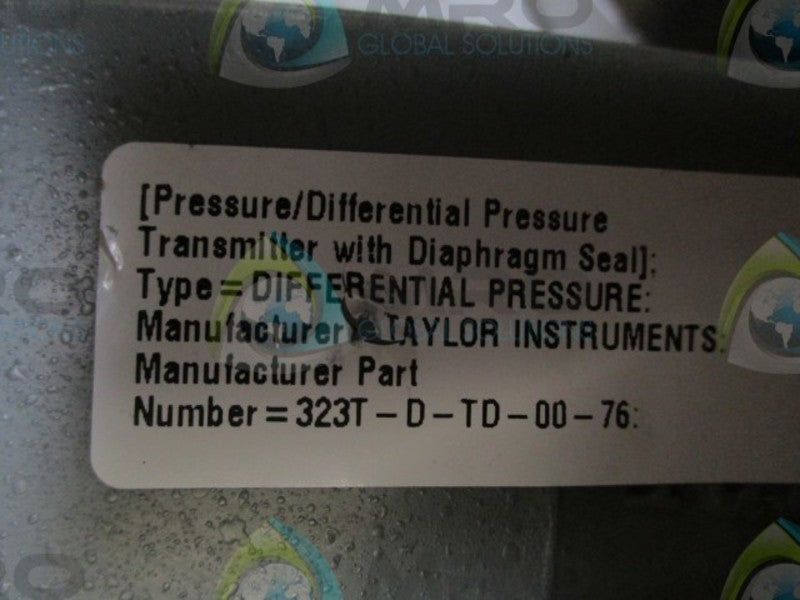 MRO
GLOBAL SOLUTIONS
[Pressure/Differential Pressure
Transmitter with Diaphragm Seal]:
Type = DIFFERENTIAL PRESSURE:
Manufacturer TAYLOR INSTRUMENTS:
Manufacturer Part
Number = 323T - D - TD - 00 - 76: